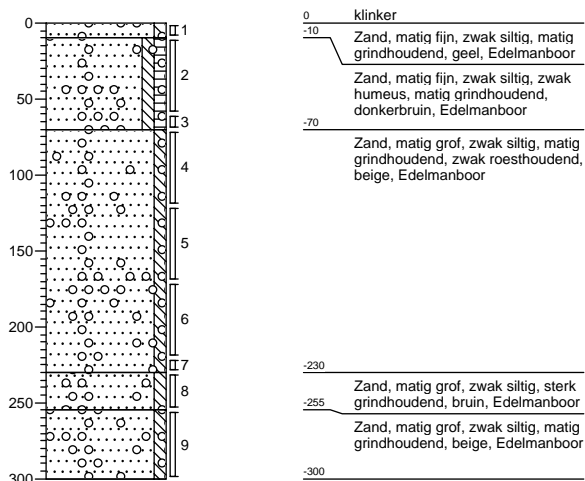 0
50
100
150
200
250
300
1
2
3
4
5
6
7
8
9
0 klinker
-10
Zand, matig fijn, zwak siltig, matig
grindhoudend, geel, Edelmanboor
Zand, matig fijn, zwak siltig, zwak
humeus, matig grindhoudend,
donkerbruin, Edelmanboor
-70
Zand, matig grof, zwak siltig, matig
grindhoudend, zwak roesthoudend,
beige, Edelmanboor
-230
Zand, matig grof, zwak siltig, sterk
grindhoudend, bruin, Edelmanboor
-255
Zand, matig grof, zwak siltig, matig
grindhoudend, beige, Edelmanboor
-300